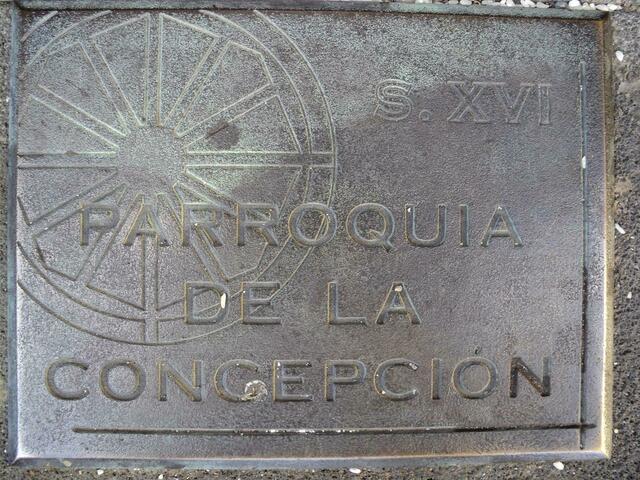 S. XVI
PARROQUIA
DE LA
CONCEPCIÓN